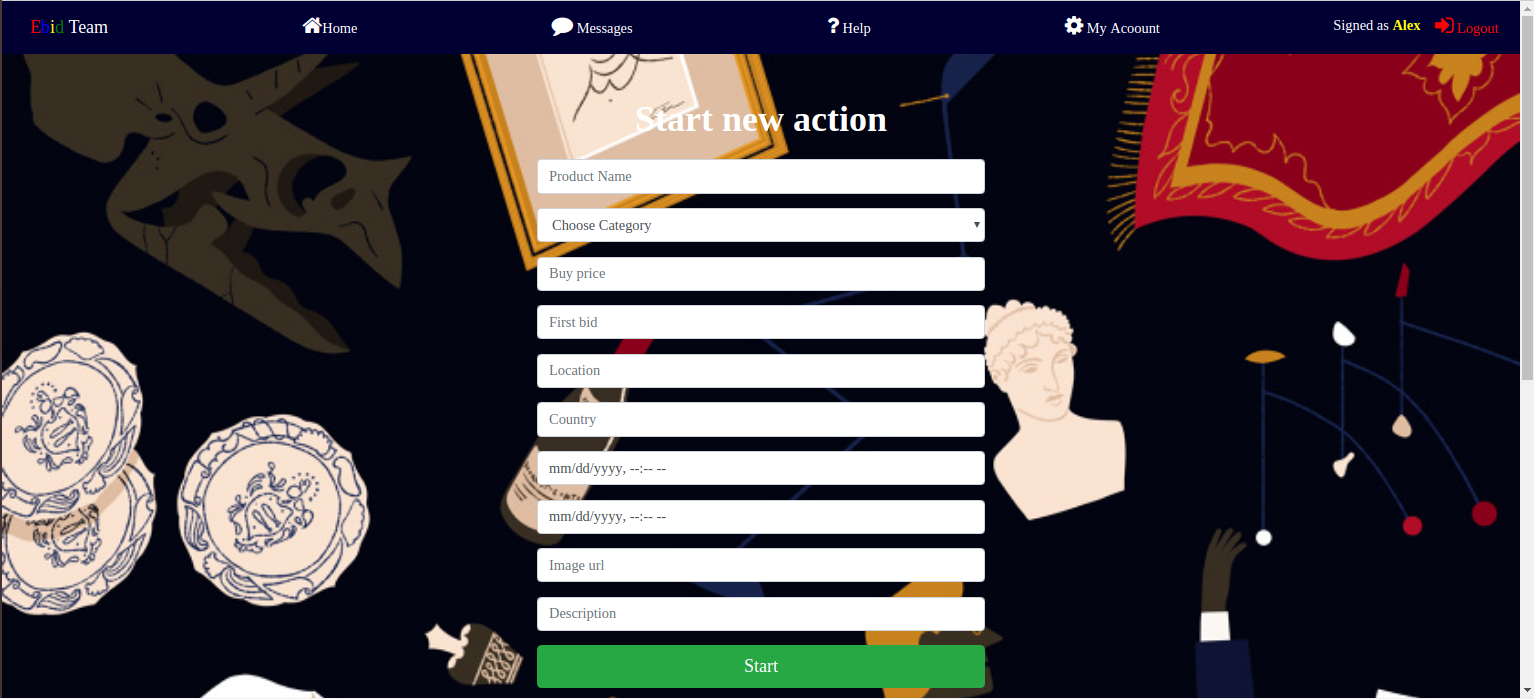 Ebid Team Home Messages ? Help My Acoount Signed as Alex Logout
Start new action
Product Name
Choose Category
Buy price
First bid
Location
Country
mm/dd/yyyy, --:-- --
mm/dd/yyyy, --:-- --
Image url
Description
Start